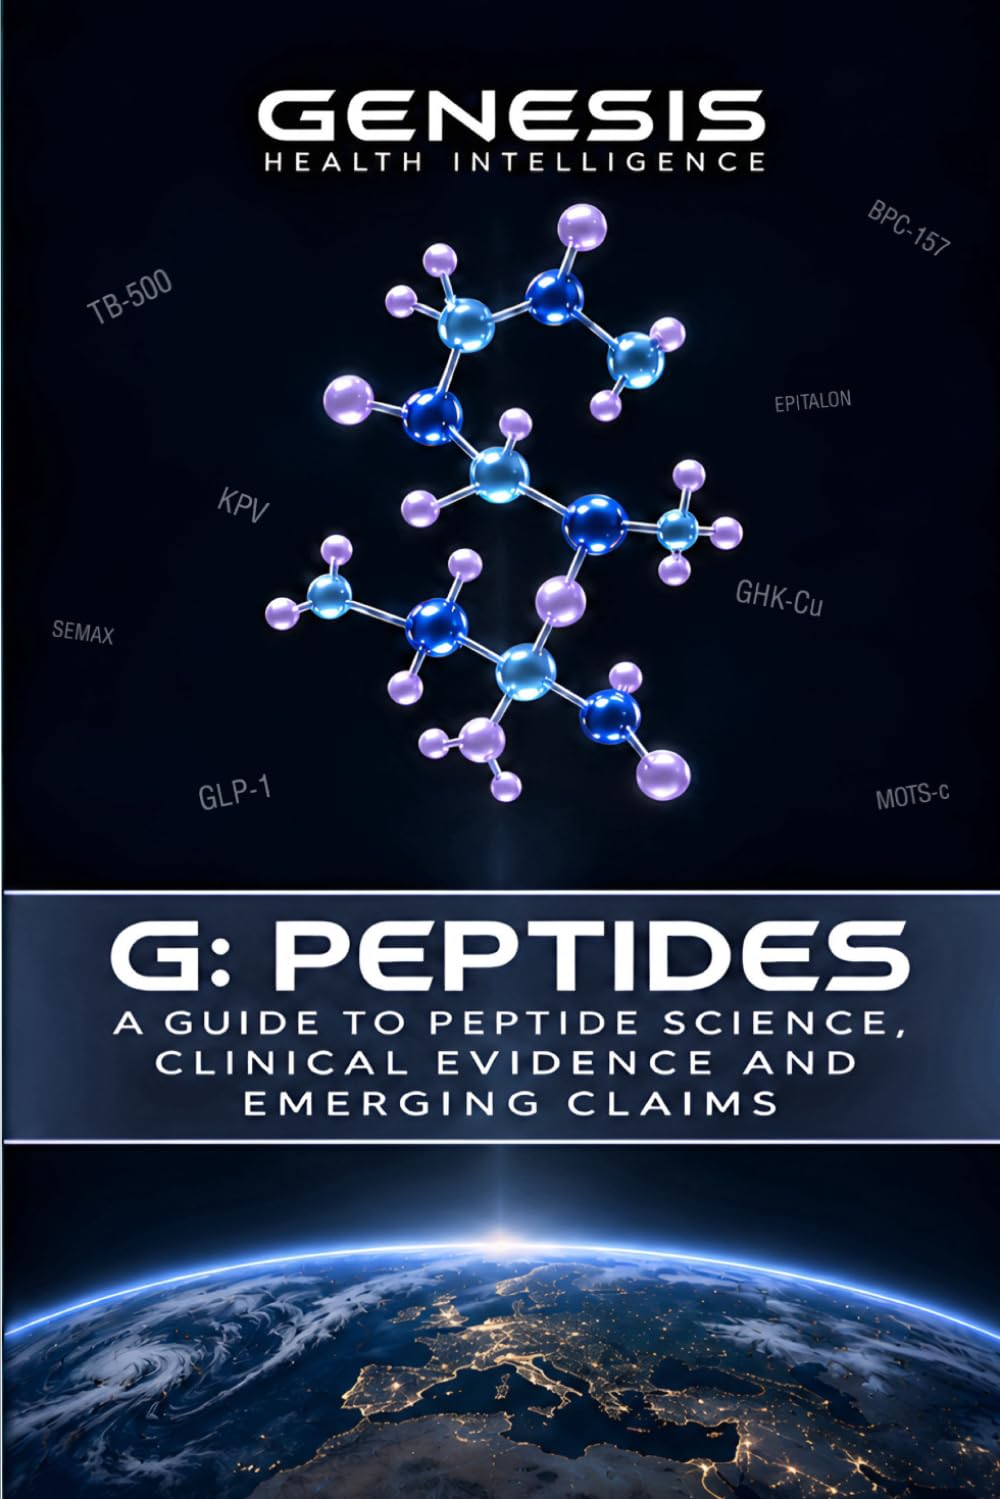 GENESIS
HEALTH INTELLIGENCE
BPC-157
TB-500
EPITALON
KPV
GHK-Cu
SEMAX
GLP-1
MOTS-c
G: PEPTIDES
A GUIDE TO PEPTIDE SCIENCE,
CLINICAL EVIDENCE AND
EMERGING CLAIMS